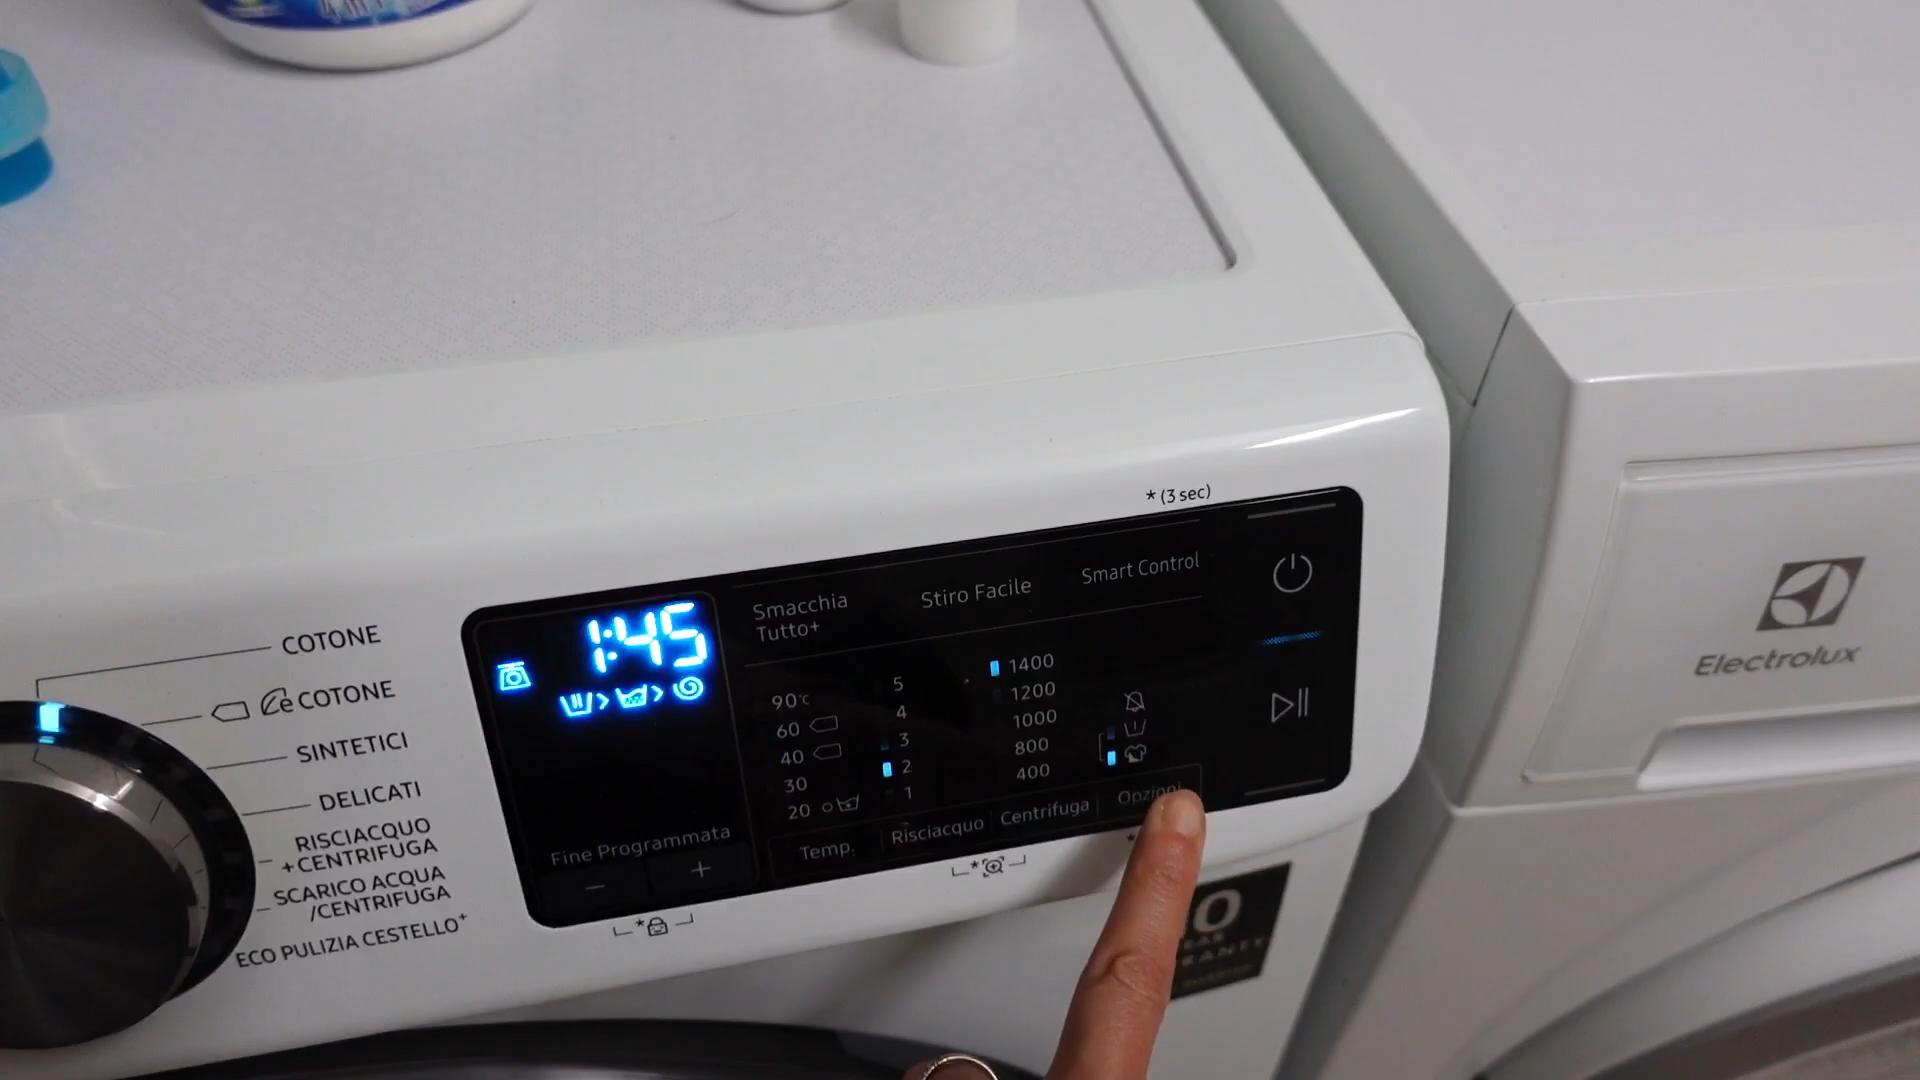 * (3 sec)
Smacchia
Tutto+
Stiro Facile
Smart Control
1:45
90°c
60
40
30
20
5
4
3
2
1
1400
1200
1000
800
400
Fine Programmata
−
+
Temp.
Risciacquo
Centrifuga
Opzioni
COTONE
COTONE
SINTETICI
DELICATI
RISCIACQUO
+CENTRIFUGA
SCARICO ACQUA
/CENTRIFUGA
ECO PULIZIA CESTELLO+
Electrolux